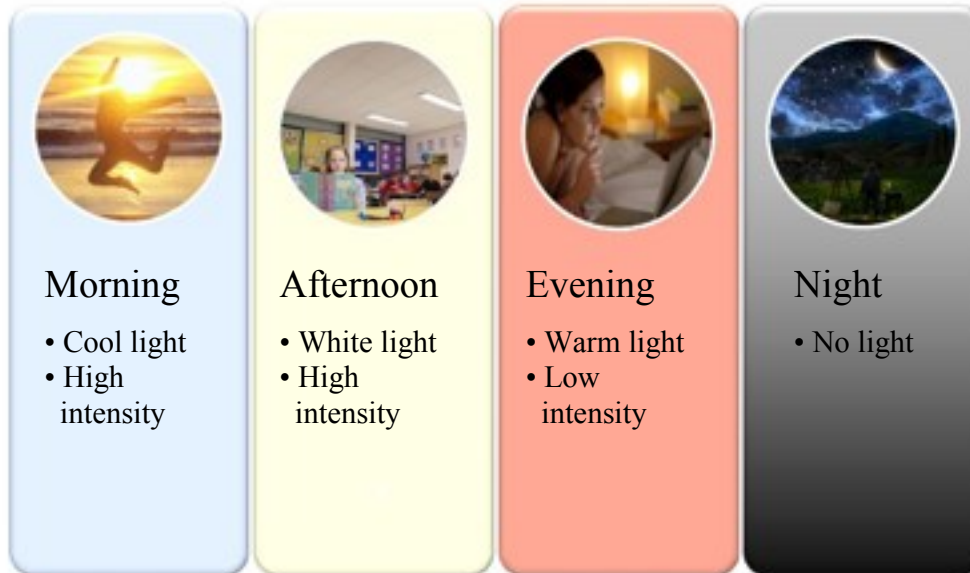 Morning
• Cool light
• High
intensity
Afternoon
• White light
• High
intensity
Evening
• Warm light
• Low
intensity
Night
• No light